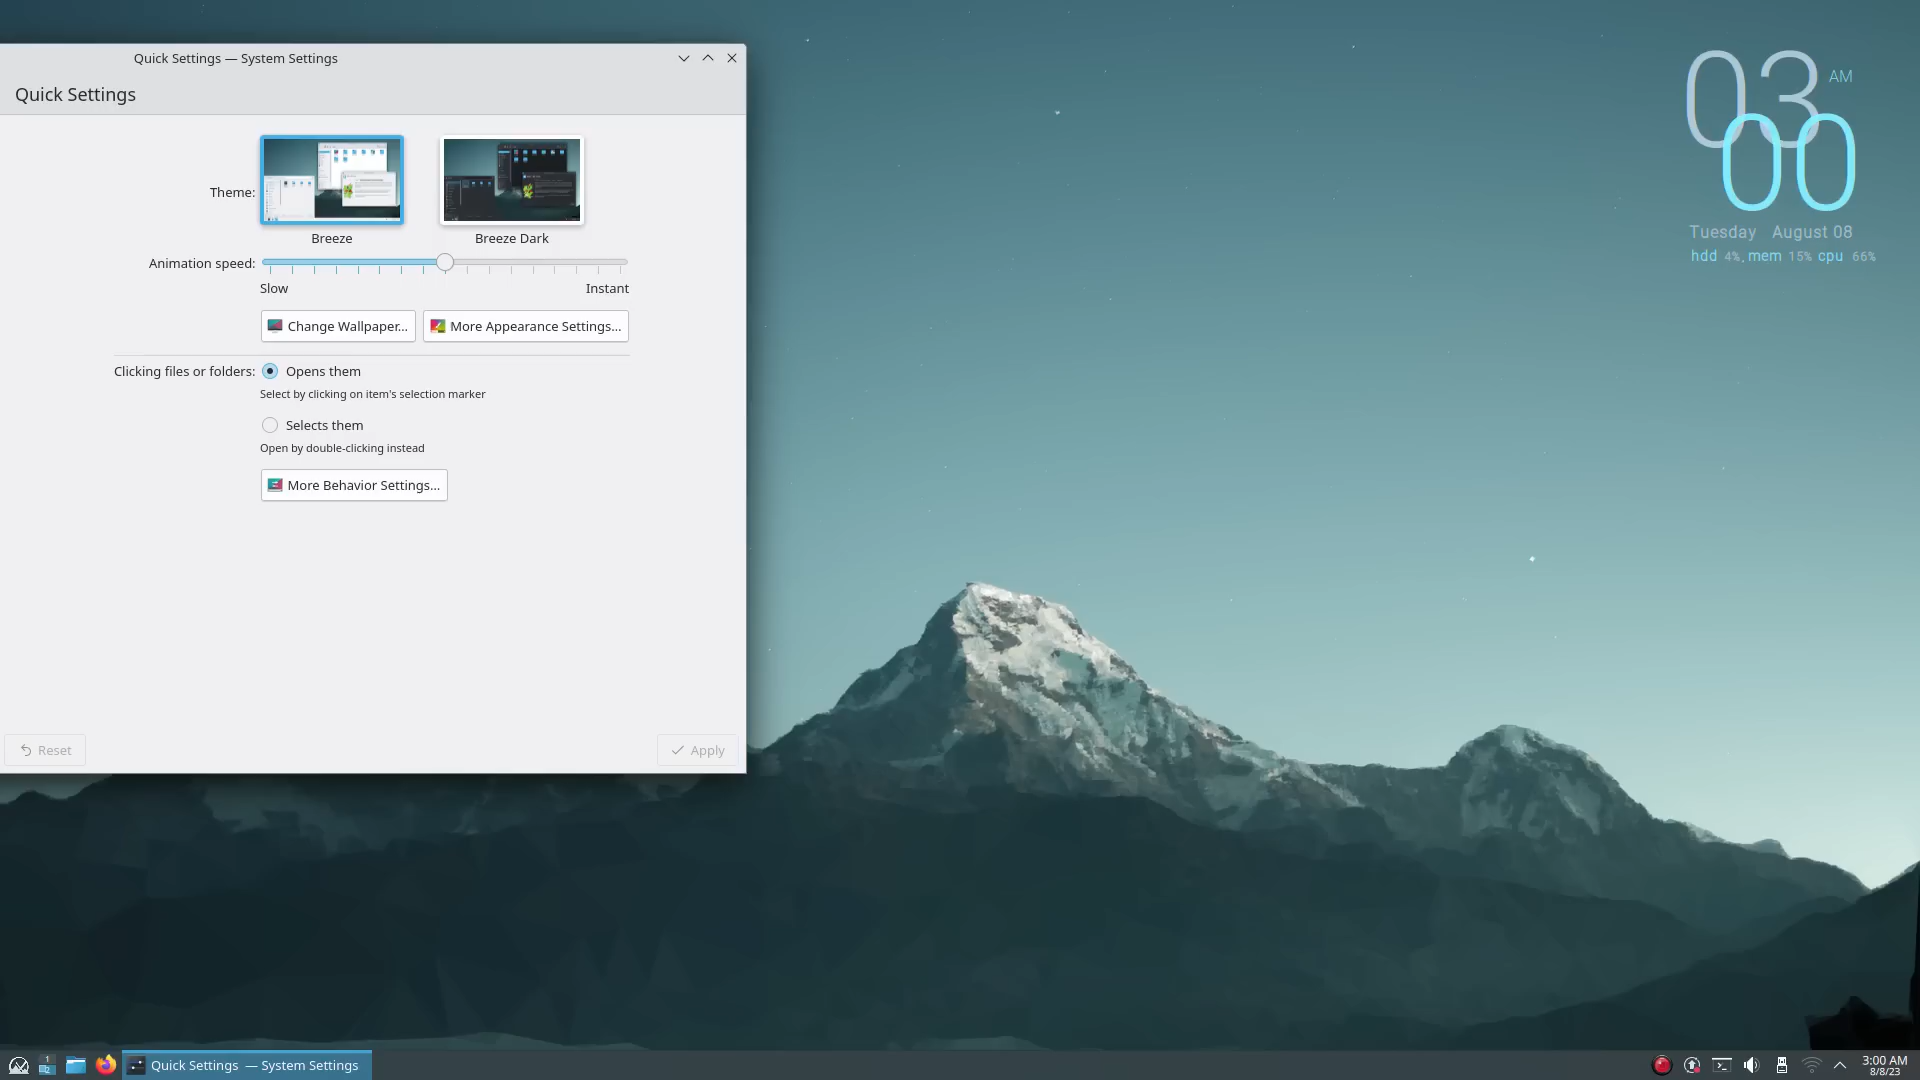 Quick Settings — System Settings
Quick Settings
Theme:
Breeze
Breeze Dark
Animation speed:
Slow
Instant
Change Wallpaper...
More Appearance Settings...
Clicking files or folders:
Opens them
Select by clicking on item's selection marker
Selects them
Open by double-clicking instead
More Behavior Settings...
Reset
Apply
03 AM
00
Tuesday August 08
hdd 4%, mem 15% cpu 66%
1
2
Quick Settings — System Settings
3:00 AM
8/8/23